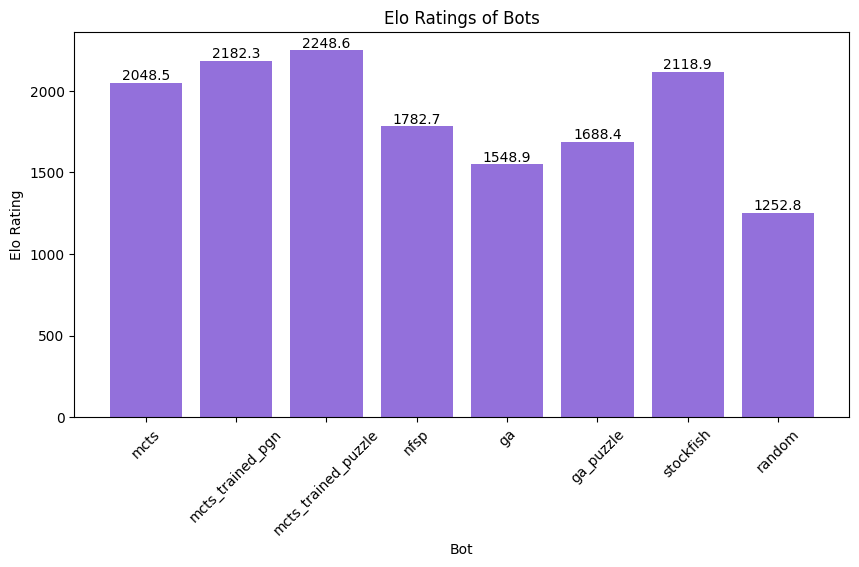 Elo Ratings of Bots
Elo Rating
2000
1500
1000
500
0
2048.5
2182.3
2248.6
1782.7
1548.9
1688.4
2118.9
1252.8
mcts
mcts_trained_pgn
mcts_trained_puzzle
nfsp
ga
ga_puzzle
stockfish
random
Bot